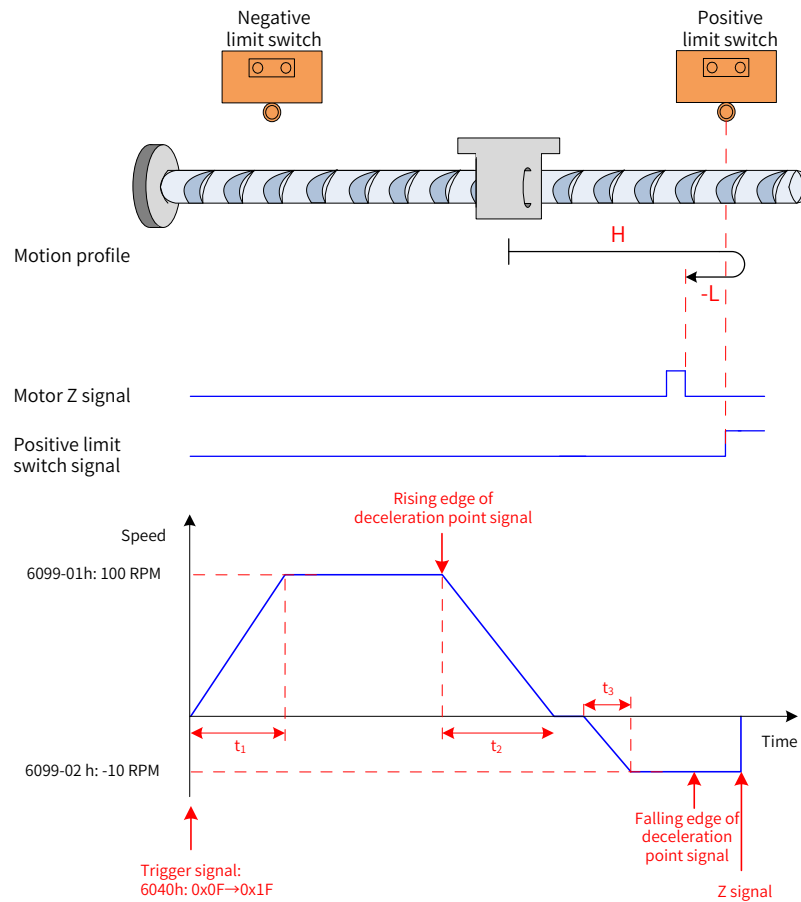 Negative
limit switch
Positive
limit switch
H
Motion profile
-L
Motor Z signal
Positive limit
switch signal
Rising edge of
deceleration point signal
Speed
6099-01h: 100 RPM
t₃
t₁
t₂
Time
6099-02 h: -10 RPM
Falling edge of
deceleration
point signal
Trigger signal:
6040h: 0x0F→0x1F
Z signal